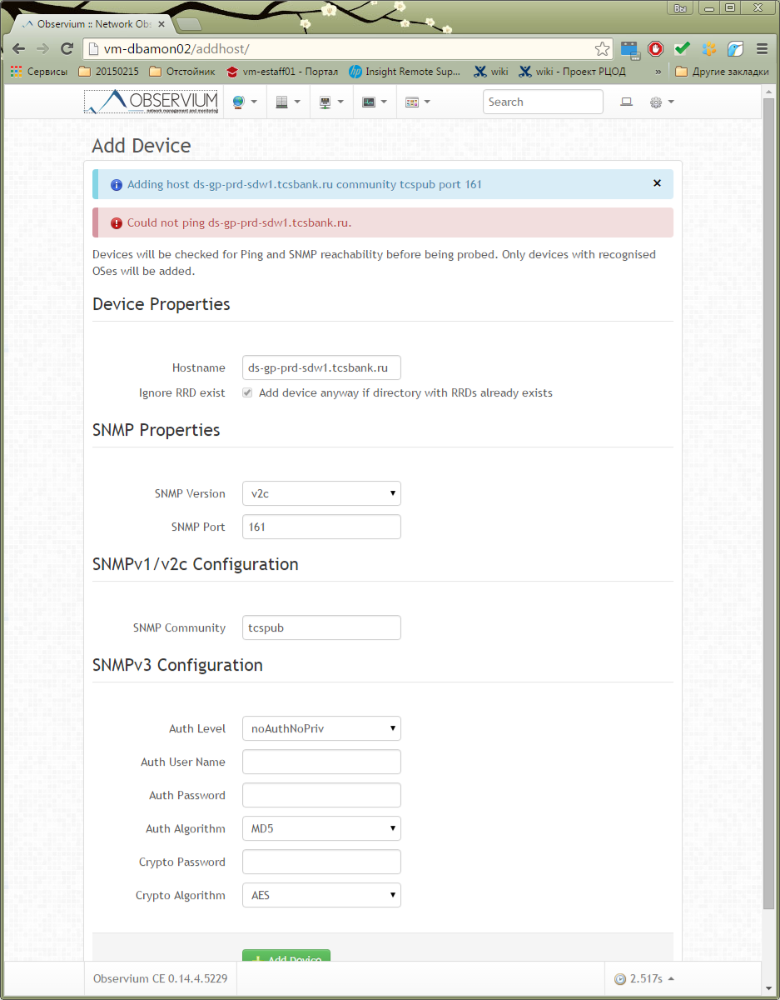 Вы
Observium :: Network Obs
vm-dbamon02/addhost/
Сервисы 20150215 Отстойник vm-estaff01 - Портал Insight Remote Sup... wiki wiki - Проект РЦОД » Другие закладки
OBSERVIUM
network management and monitoring
Search
Add Device
Adding host ds-gp-prd-sdw1.tcsbank.ru community tcspub port 161
Could not ping ds-gp-prd-sdw1.tcsbank.ru.
Devices will be checked for Ping and SNMP reachability before being probed. Only devices with recognised
OSes will be added.
Device Properties
Hostname ds-gp-prd-sdw1.tcsbank.ru
Ignore RRD exist Add device anyway if directory with RRDs already exists
SNMP Properties
SNMP Version v2c
SNMP Port 161
SNMPv1/v2c Configuration
SNMP Community tcspub
SNMPv3 Configuration
Auth Level noAuthNoPriv
Auth User Name
Auth Password
Auth Algorithm MD5
Crypto Password
Crypto Algorithm AES
Add Device
Observium CE 0.14.4.5229
2.517s